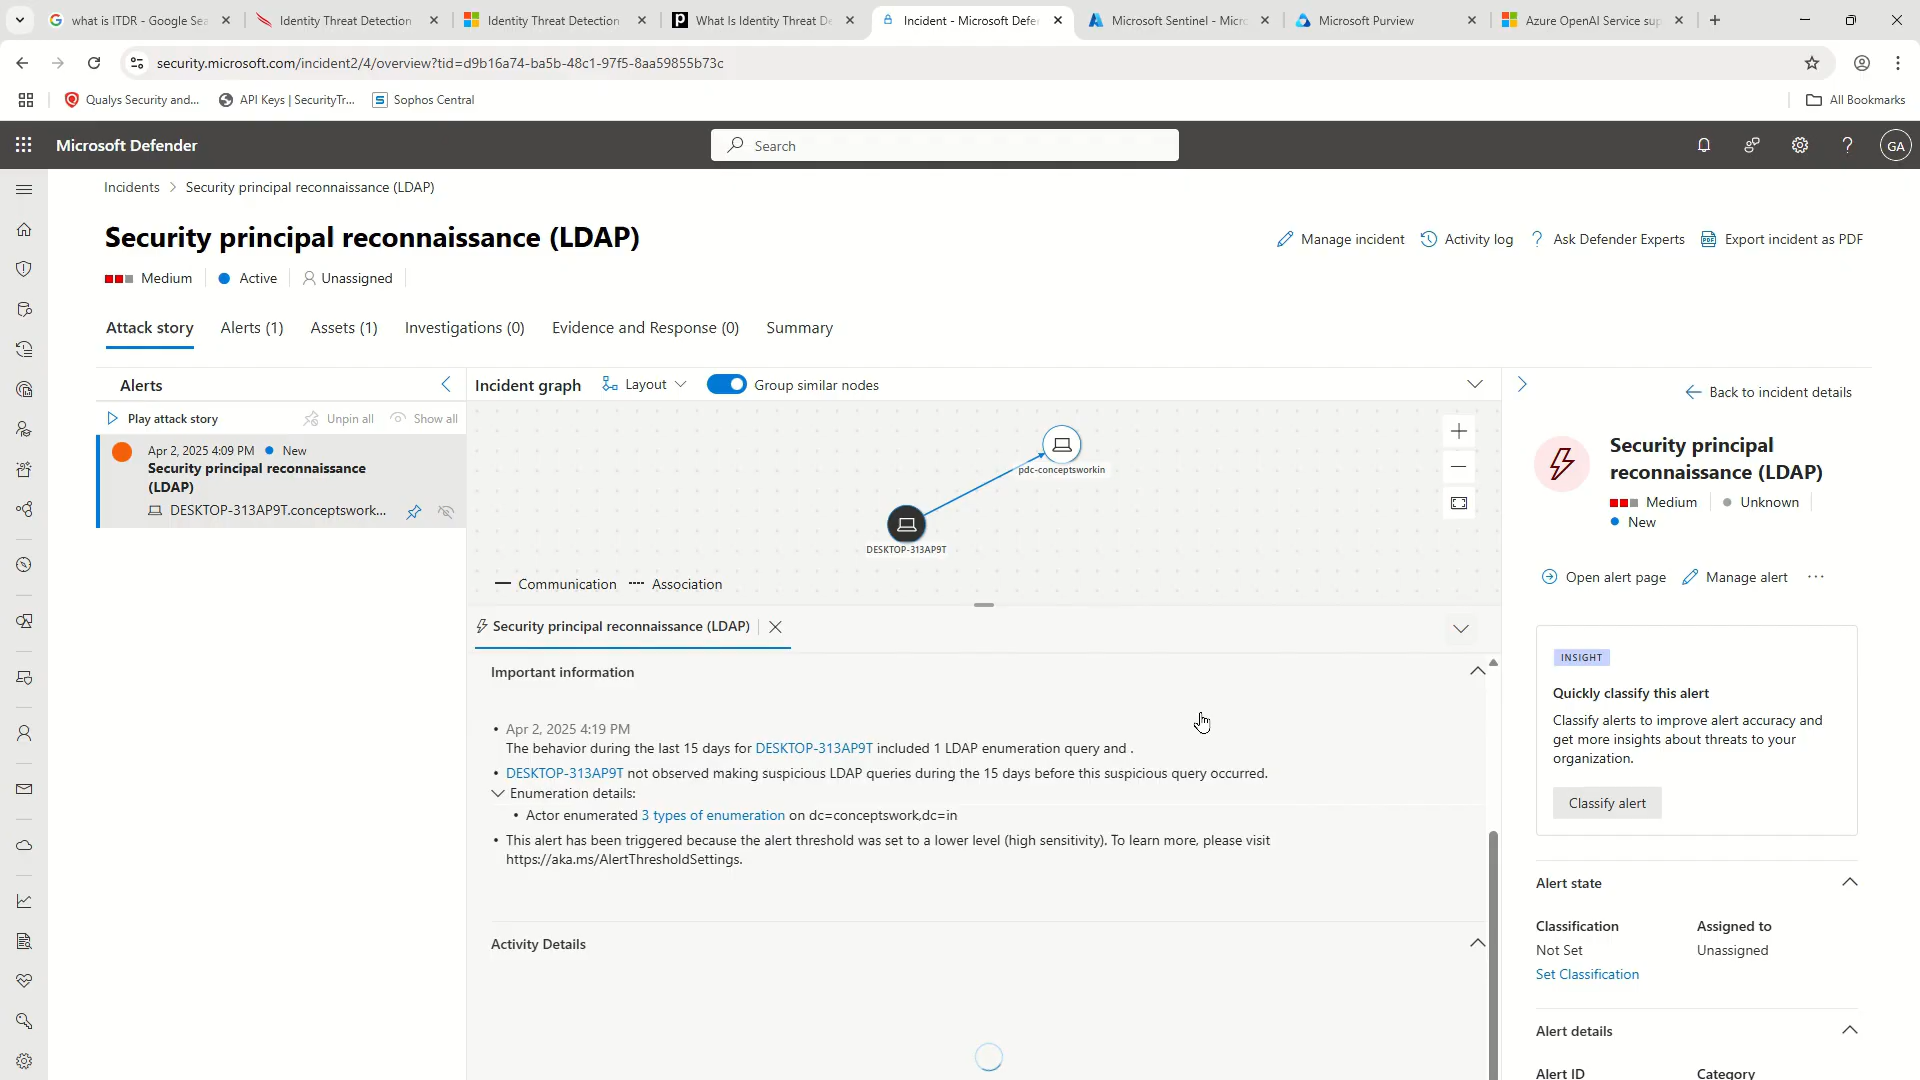 what is ITDR - Google Sea
Identity Threat Detection
Identity Threat Detection
What Is Identity Threat De
Incident - Microsoft Defe
Microsoft Sentinel - Micro
Microsoft Purview
Azure OpenAI Service sup
security.microsoft.com/incident2/4/overview?tid=d9b16a74-ba5b-48c1-97f5-8aa59855b73c
Qualys Security and...
API Keys | SecurityTr...
Sophos Central
All Bookmarks
Microsoft Defender
Search
GA
Incidents
Security principal reconnaissance (LDAP)
Security principal reconnaissance (LDAP)
Manage incident
Activity log
Ask Defender Experts
Export incident as PDF
Medium
Active
Unassigned
Attack story
Alerts (1)
Assets (1)
Investigations (0)
Evidence and Response (0)
Summary
Alerts
Play attack story
Unpin all
Show all
Apr 2, 2025 4:09 PM
New
Security principal reconnaissance
(LDAP)
DESKTOP-313AP9T.conceptswork...
Incident graph
Layout
Group similar nodes
pdc-conceptsworkin
DESKTOP-313AP9T
Communication
Association
Security principal reconnaissance (LDAP)
Important information
• Apr 2, 2025 4:19 PM
The behavior during the last 15 days for DESKTOP-313AP9T included 1 LDAP enumeration query and .
• DESKTOP-313AP9T not observed making suspicious LDAP queries during the 15 days before this suspicious query occurred.
Enumeration details:
• Actor enumerated 3 types of enumeration on dc=conceptswork,dc=in
• This alert has been triggered because the alert threshold was set to a lower level (high sensitivity). To learn more, please visit
https://aka.ms/AlertThresholdSettings.
Activity Details
Back to incident details
Security principal
reconnaissance (LDAP)
Medium
Unknown
New
Open alert page
Manage alert
INSIGHT
Quickly classify this alert
Classify alerts to improve alert accuracy and
get more insights about threats to your
organization.
Classify alert
Alert state
Classification
Assigned to
Not Set
Unassigned
Set Classification
Alert details
Alert ID
Category